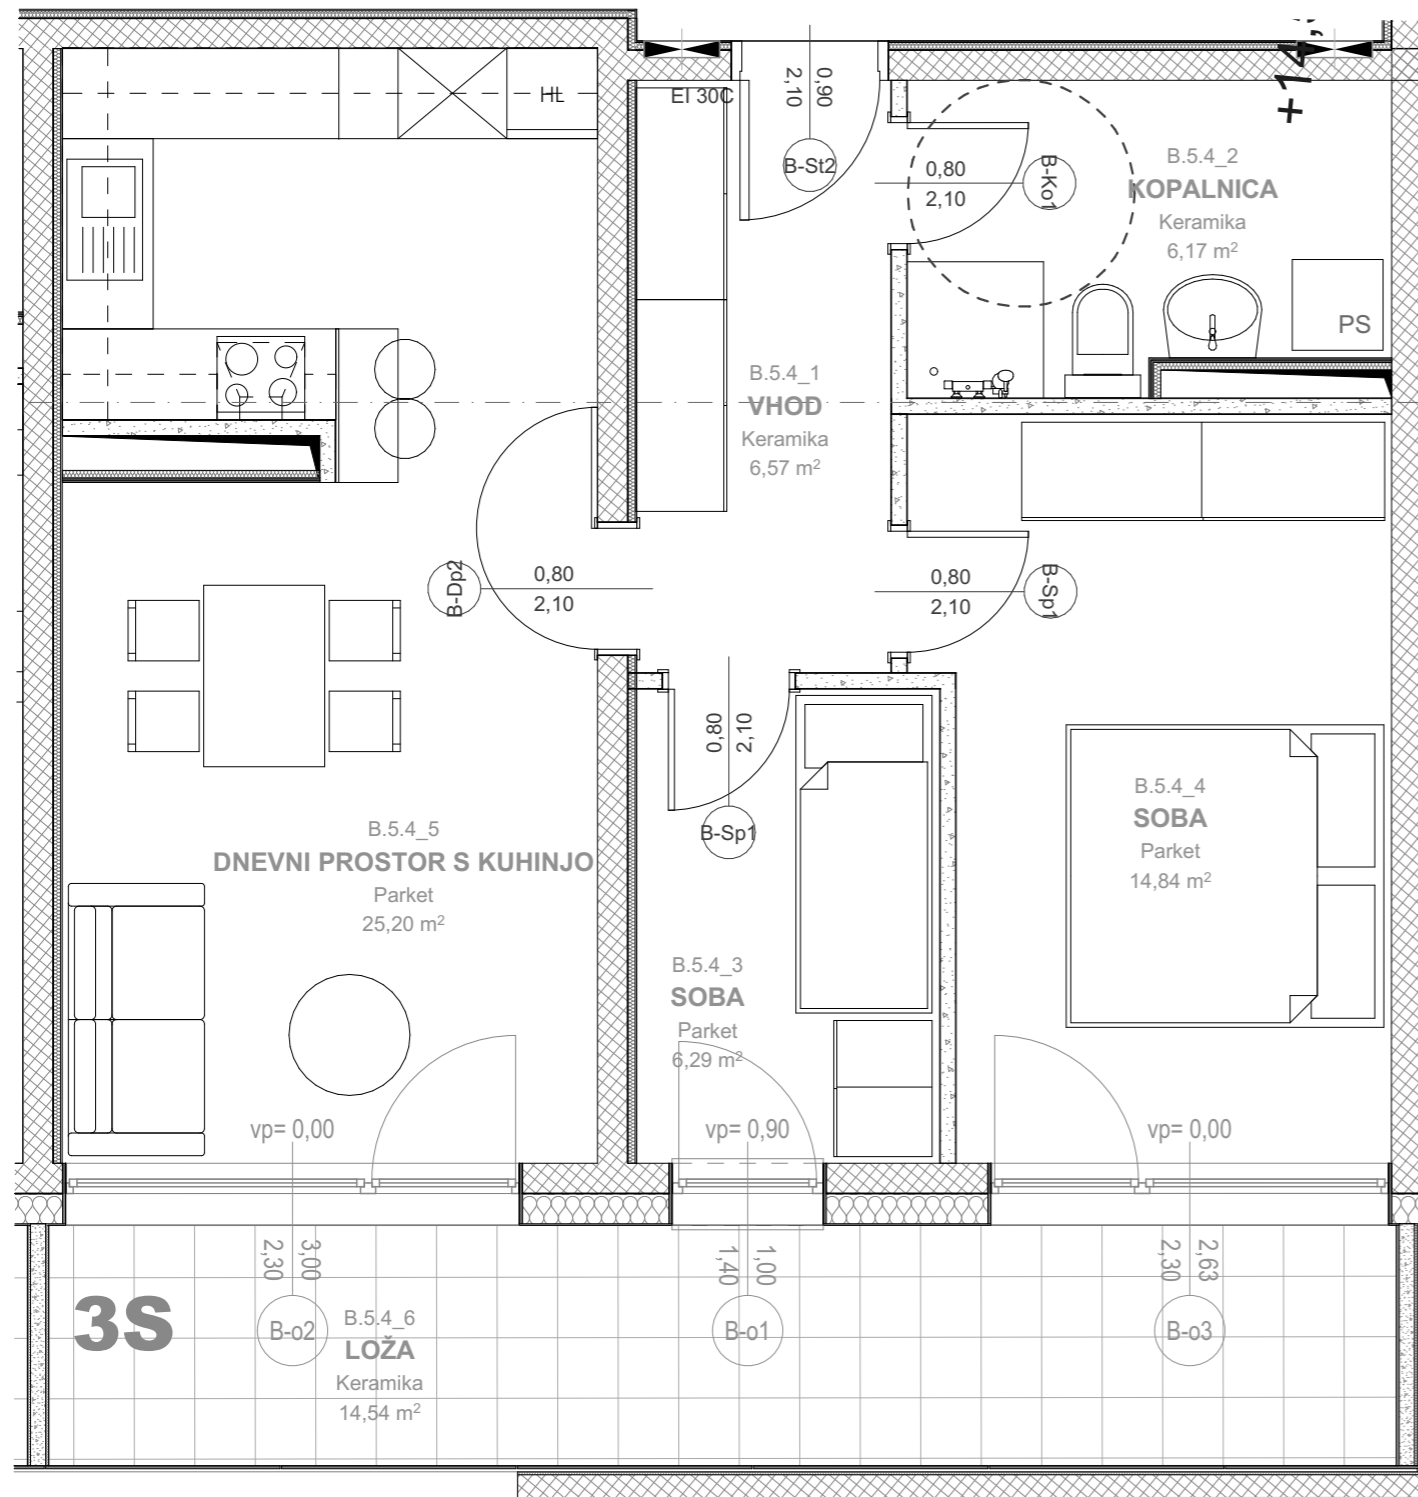 HL
EI 30C
0,90
2,10
B-St2
0,80
2,10
B-Ko1
B.5.4_2
KOPALNICA
Keramika
6,17 m²
PS
B.5.4_1
VHOD
Keramika
6,57 m²
B-Dp2
0,80
2,10
0,80
2,10
B-Sp1
0,80
2,10
B-Sp1
B.5.4_5
DNEVNI PROSTOR S KUHINJO
Parket
25,20 m²
B.5.4_4
SOBA
Parket
14,84 m²
B.5.4_3
SOBA
Parket
6,29 m²
vp= 0,00
vp= 0,90
vp= 0,00
3,00
2,30
B-o2
1,00
1,40
B-o1
2,63
2,30
B-o3
3S
B.5.4_6
LOŽA
Keramika
14,54 m²